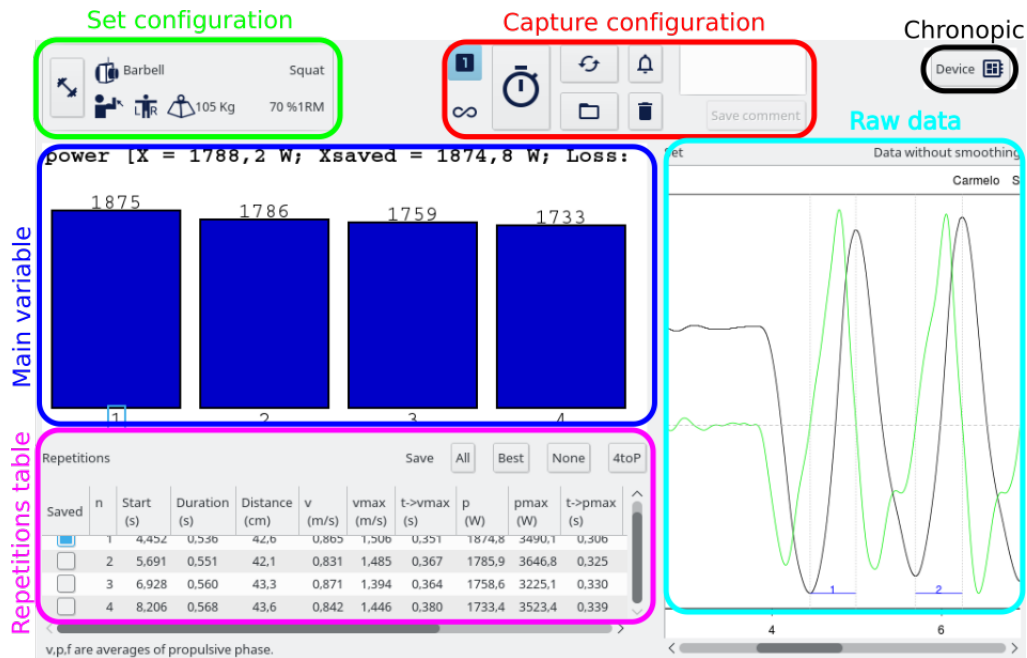 Set configuration
Capture configuration
Chronopic
Barbell Squat
L R 105 Kg 70 %1RM
1
Save comment
Device
Raw data
Main variable
power [X = 1788,2 W; Xsaved = 1874,8 W; Loss:
1875 1786 1759 1733
1 2 3 4
Set Data without smoothing
Carmelo S
1 2
4 6
Repetitions table
Repetitions Save All Best None 4toP
Saved n Start (s) Duration (s) Distance (cm) v (m/s) vmax (m/s) t->vmax (s) p (W) pmax (W) t->pmax (s)
1 4,452 0,536 42,6 0,865 1,506 0,351 1874,8 3490,1 0,306
2 5,691 0,551 42,1 0,831 1,485 0,367 1785,9 3646,8 0,325
3 6,928 0,560 43,3 0,871 1,394 0,364 1758,6 3225,1 0,330
4 8,206 0,568 43,6 0,842 1,446 0,380 1733,4 3523,4 0,339
v,p,f are averages of propulsive phase.